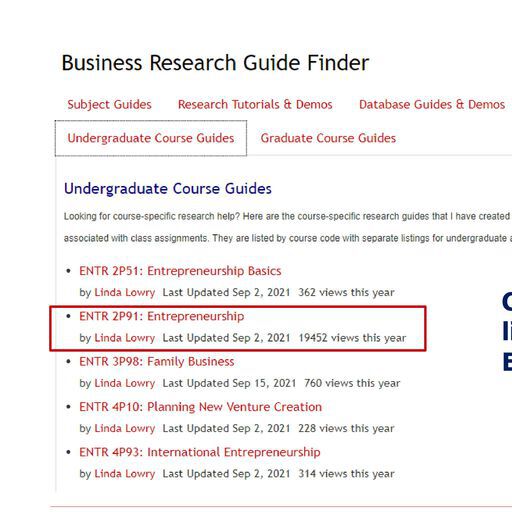 Business Research Guide Finder
Subject Guides Research Tutorials & Demos Database Guides & Demos
Undergraduate Course Guides Graduate Course Guides
Undergraduate Course Guides
Looking for course-specific research help? Here are the course-specific research guides that I have created
associated with class assignments. They are listed by course code with separate listings for undergraduate
ENTR 2P51: Entrepreneurship Basics
by Linda Lowry Last Updated Sep 2, 2021 362 views this year
ENTR 2P91: Entrepreneurship
by Linda Lowry Last Updated Sep 2, 2021 19452 views this year
ENTR 3P98: Family Business
by Linda Lowry Last Updated Sep 15, 2021 760 views this year
ENTR 4P10: Planning New Venture Creation
by Linda Lowry Last Updated Sep 2, 2021 228 views this year
ENTR 4P93: International Entrepreneurship
by Linda Lowry Last Updated Sep 2, 2021 314 views this year